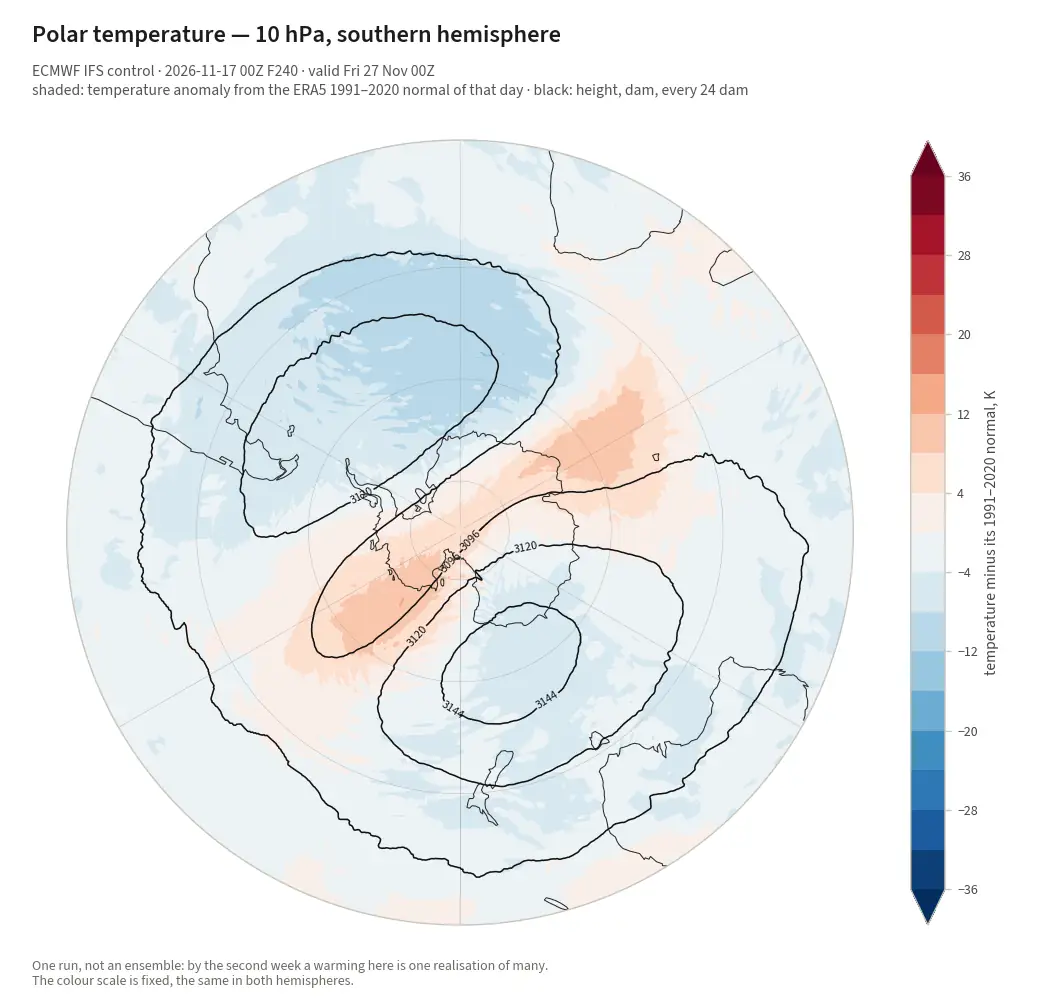 Polar temperature — 10 hPa, southern hemisphere
ECMWF IFS control · 2026-11-17 00Z F240 · valid Fri 27 Nov 00Z
shaded: temperature anomaly from the ERA5 1991–2020 normal of that day · black: height, dam, every 24 dam
36
28
20
12
4
−4
−12
−20
−28
−36
temperature minus its 1991–2020 normal, K
3120
3096
3096
3120
3120
3144
3144
One run, not an ensemble: by the second week a warming here is one realisation of many.
The colour scale is fixed, the same in both hemispheres.